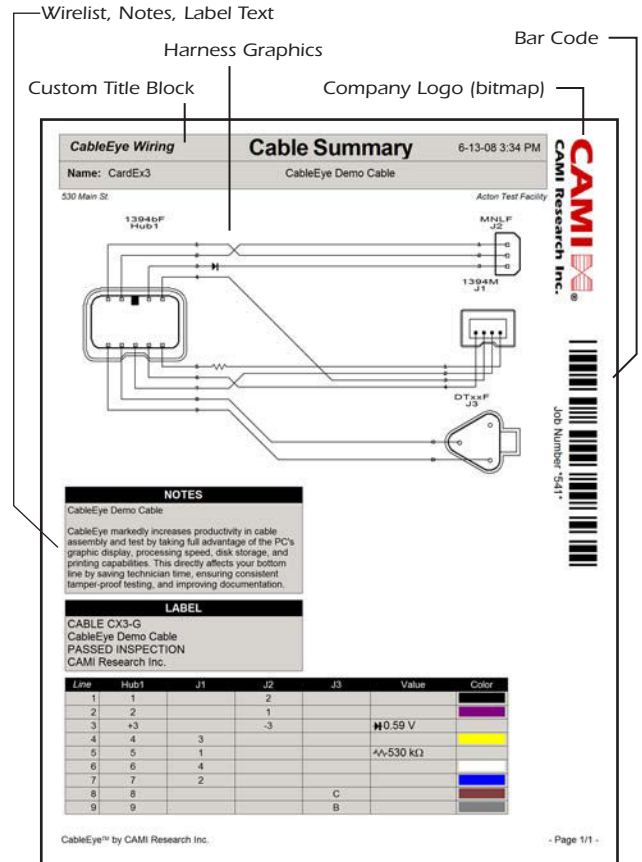 Wirelist, Notes, Label Text
Harness Graphics
Bar Code
Custom Title Block
Company Logo (bitmap)
CableEye Wiring
Cable Summary
6-13-08 3:34 PM
Name: CardEx3
CableEye Demo Cable
530 Main St.
Acton Test Facility
CAMI
®
CAMI Research Inc.
1394bF
Hub1
MNLF
J2
1394M
J1
DTxxF
J3
Job Number *541*
NOTES
CableEye Demo Cable
CableEye markedly increases productivity in cable
assembly and test by taking full advantage of the PC's
graphic display, processing speed, disk storage, and
printing capabilities. This directly affects your bottom
line by saving technician time, ensuring consistent
tamper-proof testing, and improving documentation.
LABEL
CABLE CX3-G
CableEye Demo Cable
PASSED INSPECTION
CAMI Research Inc.
Line Hub1 J1 J2 J3 Value Color
1 1 2
2 2 1
3 +3 -3 0.59 V
4 4 3
5 5 1 530 kΩ
6 6 4
7 7 2
8 8 C
9 9 B
CableEye™ by CAMI Research Inc.
- Page 1/1 -